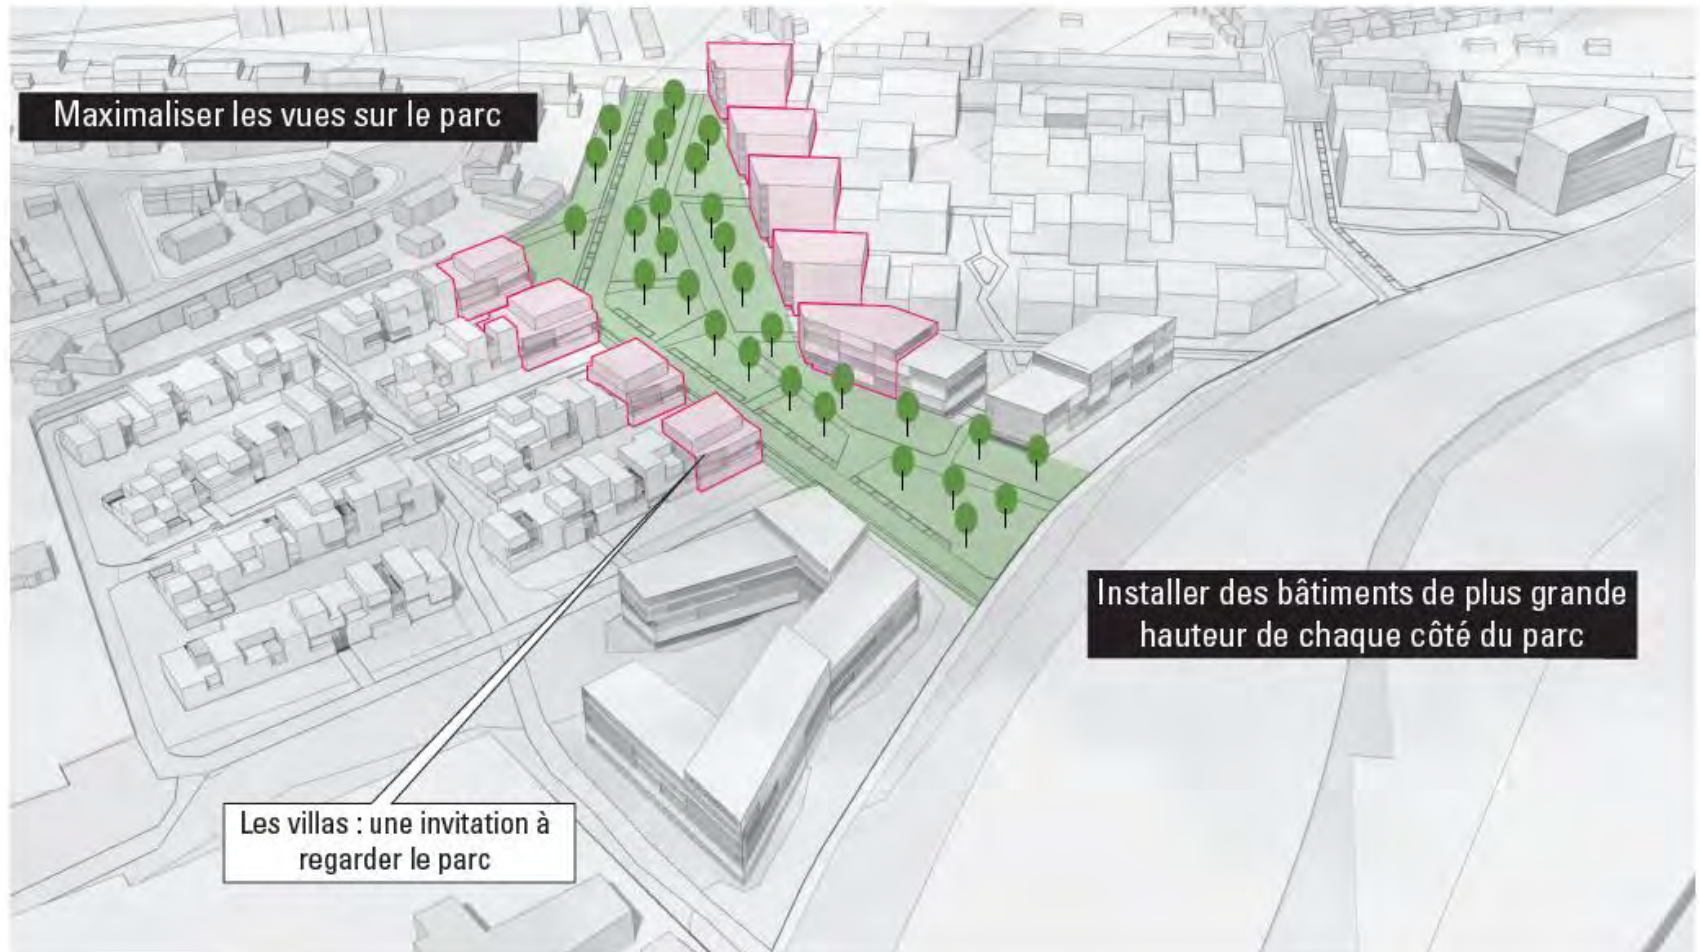 Maximaliser les vues sur le parc
Installer des bâtiments de plus grande
hauteur de chaque côté du parc
Les villas : une invitation à
regarder le parc